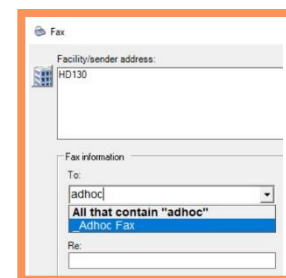 Fax
Facility/sender address:
HD130
Fax information
To:
adhoc
All that contain "adhoc"
_Adhoc Fax
Re: